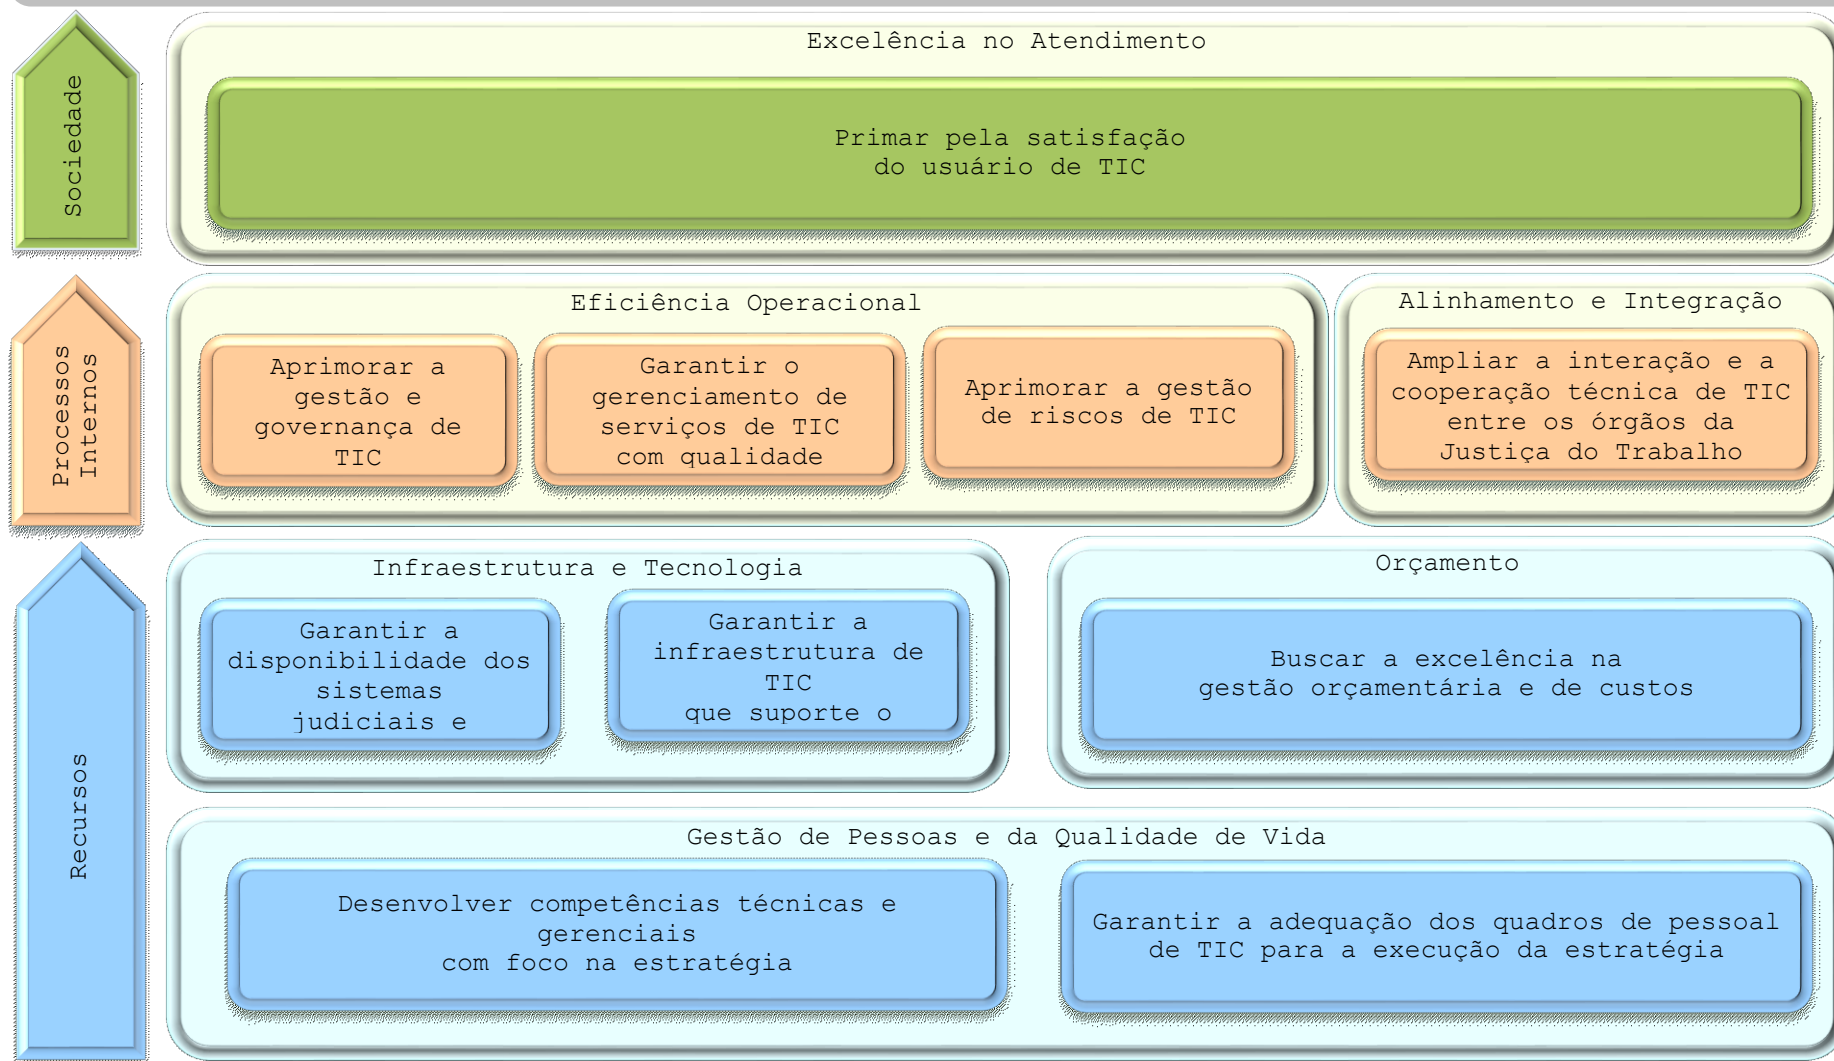 Sociedade
Excelência no Atendimento
Primar pela satisfação
do usuário de TIC
Processos
Internos
Eficiência Operacional
Aprimorar a
gestão e
governança de
TIC
Garantir o
gerenciamento de
serviços de TIC
com qualidade
Aprimorar a gestão
de riscos de TIC
Alinhamento e Integração
Ampliar a interação e a
cooperação técnica de TIC
entre os órgãos da
Justiça do Trabalho
Recursos
Infraestrutura e Tecnologia
Garantir a
disponibilidade dos
sistemas
judiciais e
Garantir a
infraestrutura de
TIC
que suporte o
Orçamento
Buscar a excelência na
gestão orçamentária e de custos
Gestão de Pessoas e da Qualidade de Vida
Desenvolver competências técnicas e
gerenciais
com foco na estratégia
Garantir a adequação dos quadros de pessoal
de TIC para a execução da estratégia